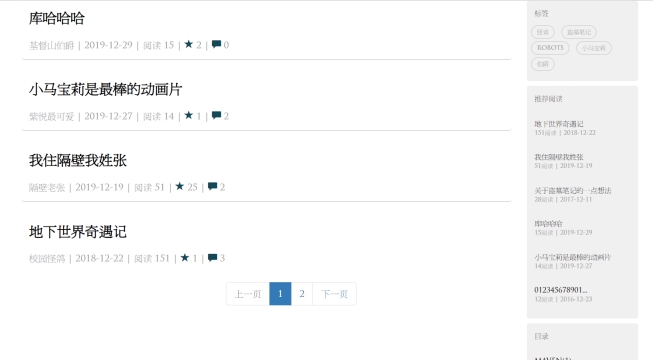 库哈哈哈
基督山伯爵 | 2019-12-29 | 阅读 15 | ★ 2 | 0
小马宝莉是最棒的动画片
紫悦最可爱 | 2019-12-27 | 阅读 14 | ★ 1 | 2
我住隔壁我姓张
隔壁老张 | 2019-12-19 | 阅读 51 | ★ 25 | 2
地下世界奇遇记
校园怪鸽 | 2018-12-22 | 阅读 151 | ★ 1 | 3
上一页 1 2 下一页
标签
盗墓笔记
ROBOTS 小马宝莉
推荐阅读
地下世界奇遇记
151阅读 | 2018-12-22
我住隔壁我姓张
51阅读 | 2019-12-19
关于盗墓笔记的一点想法
28阅读 | 2017-12-11
库哈哈哈
15阅读 | 2019-12-29
小马宝莉是最棒的动画片
14阅读 | 2019-12-27
012345678901...
12阅读 | 2016-12-23
目录